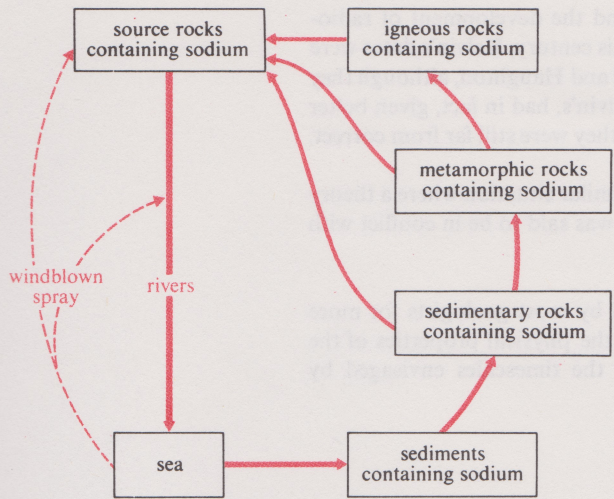 source rocks
containing sodium
igneous rocks
containing sodium
metamorphic rocks
containing sodium
windblown
spray
rivers
sedimentary rocks
containing sodium
sea
sediments
containing sodium